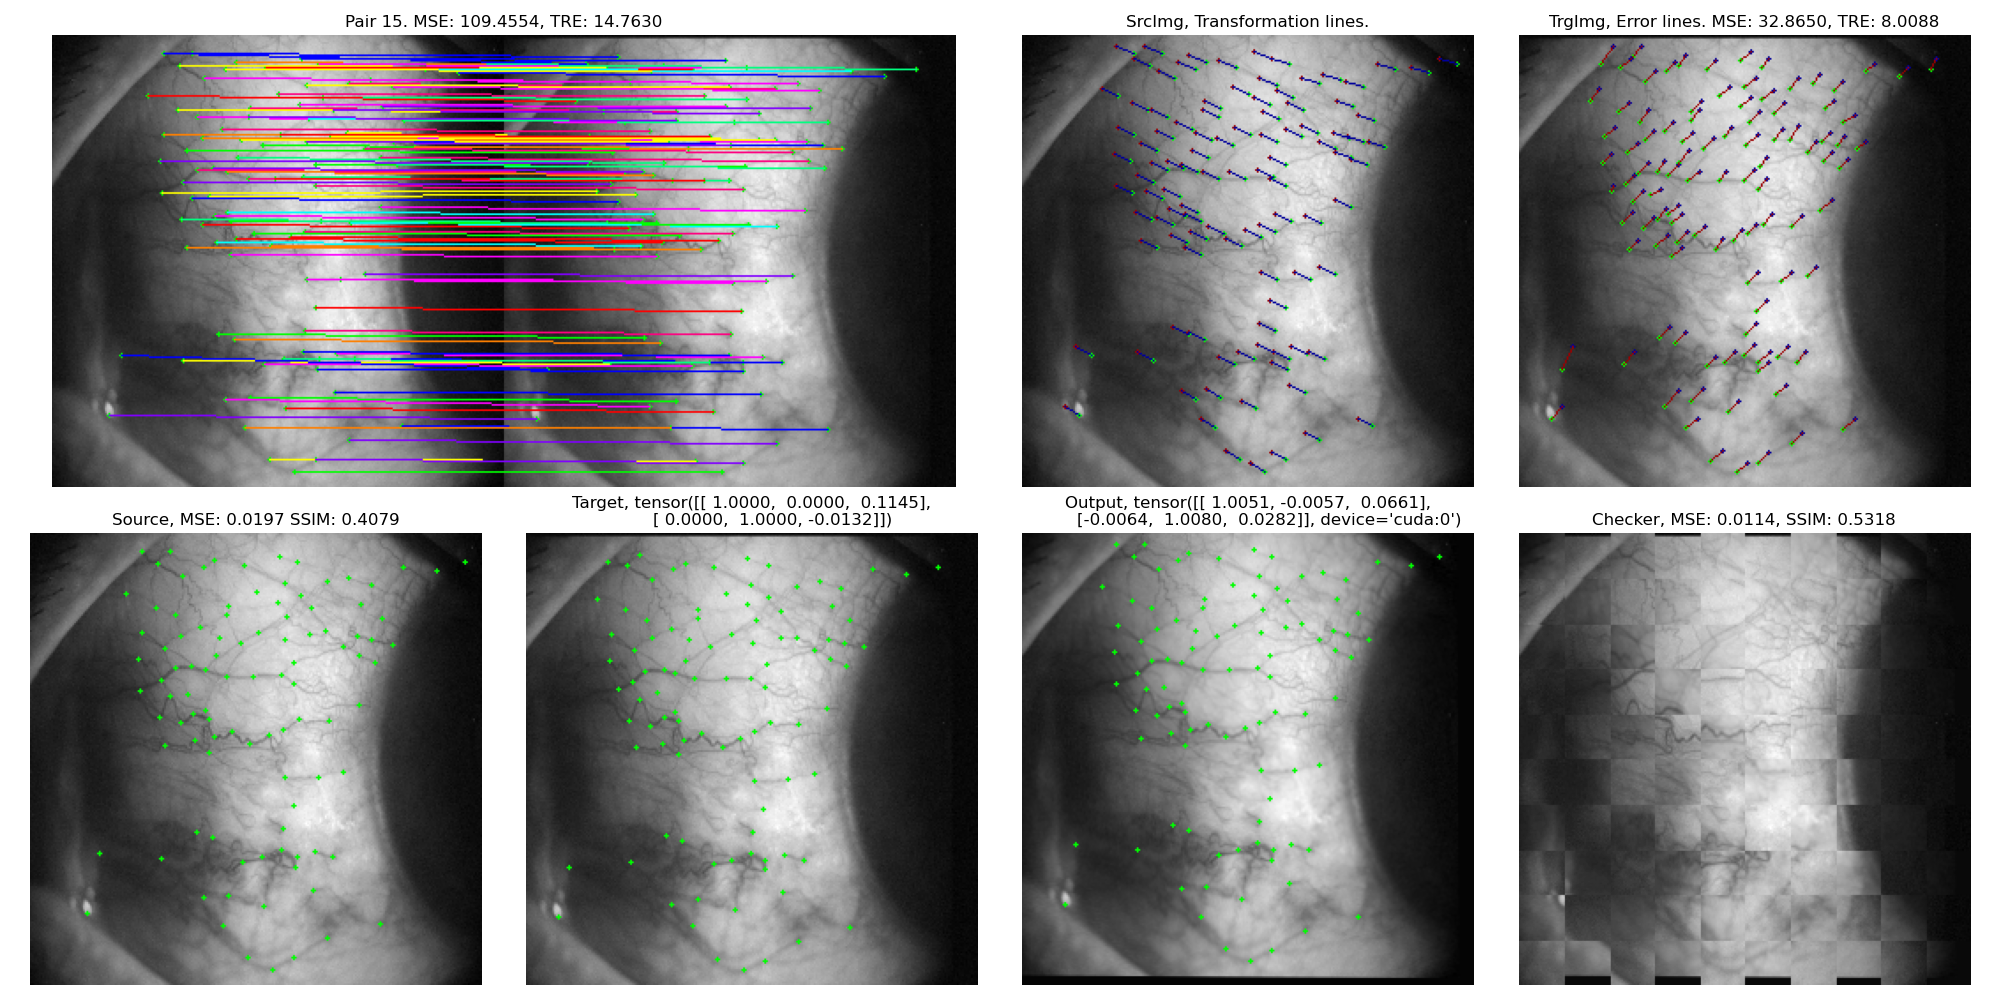 Pair 15. MSE: 109.4554, TRE: 14.7630
SrcImg, Transformation lines.
TrgImg, Error lines. MSE: 32.8650, TRE: 8.0088
Source, MSE: 0.0197 SSIM: 0.4079
Target, tensor([[ 1.0000,  0.0000,  0.1145],
[ 0.0000,  1.0000, -0.0132]])
Output, tensor([[ 1.0051, -0.0057,  0.0661],
[-0.0064,  1.0080,  0.0282]], device='cuda:0')
Checker, MSE: 0.0114, SSIM: 0.5318